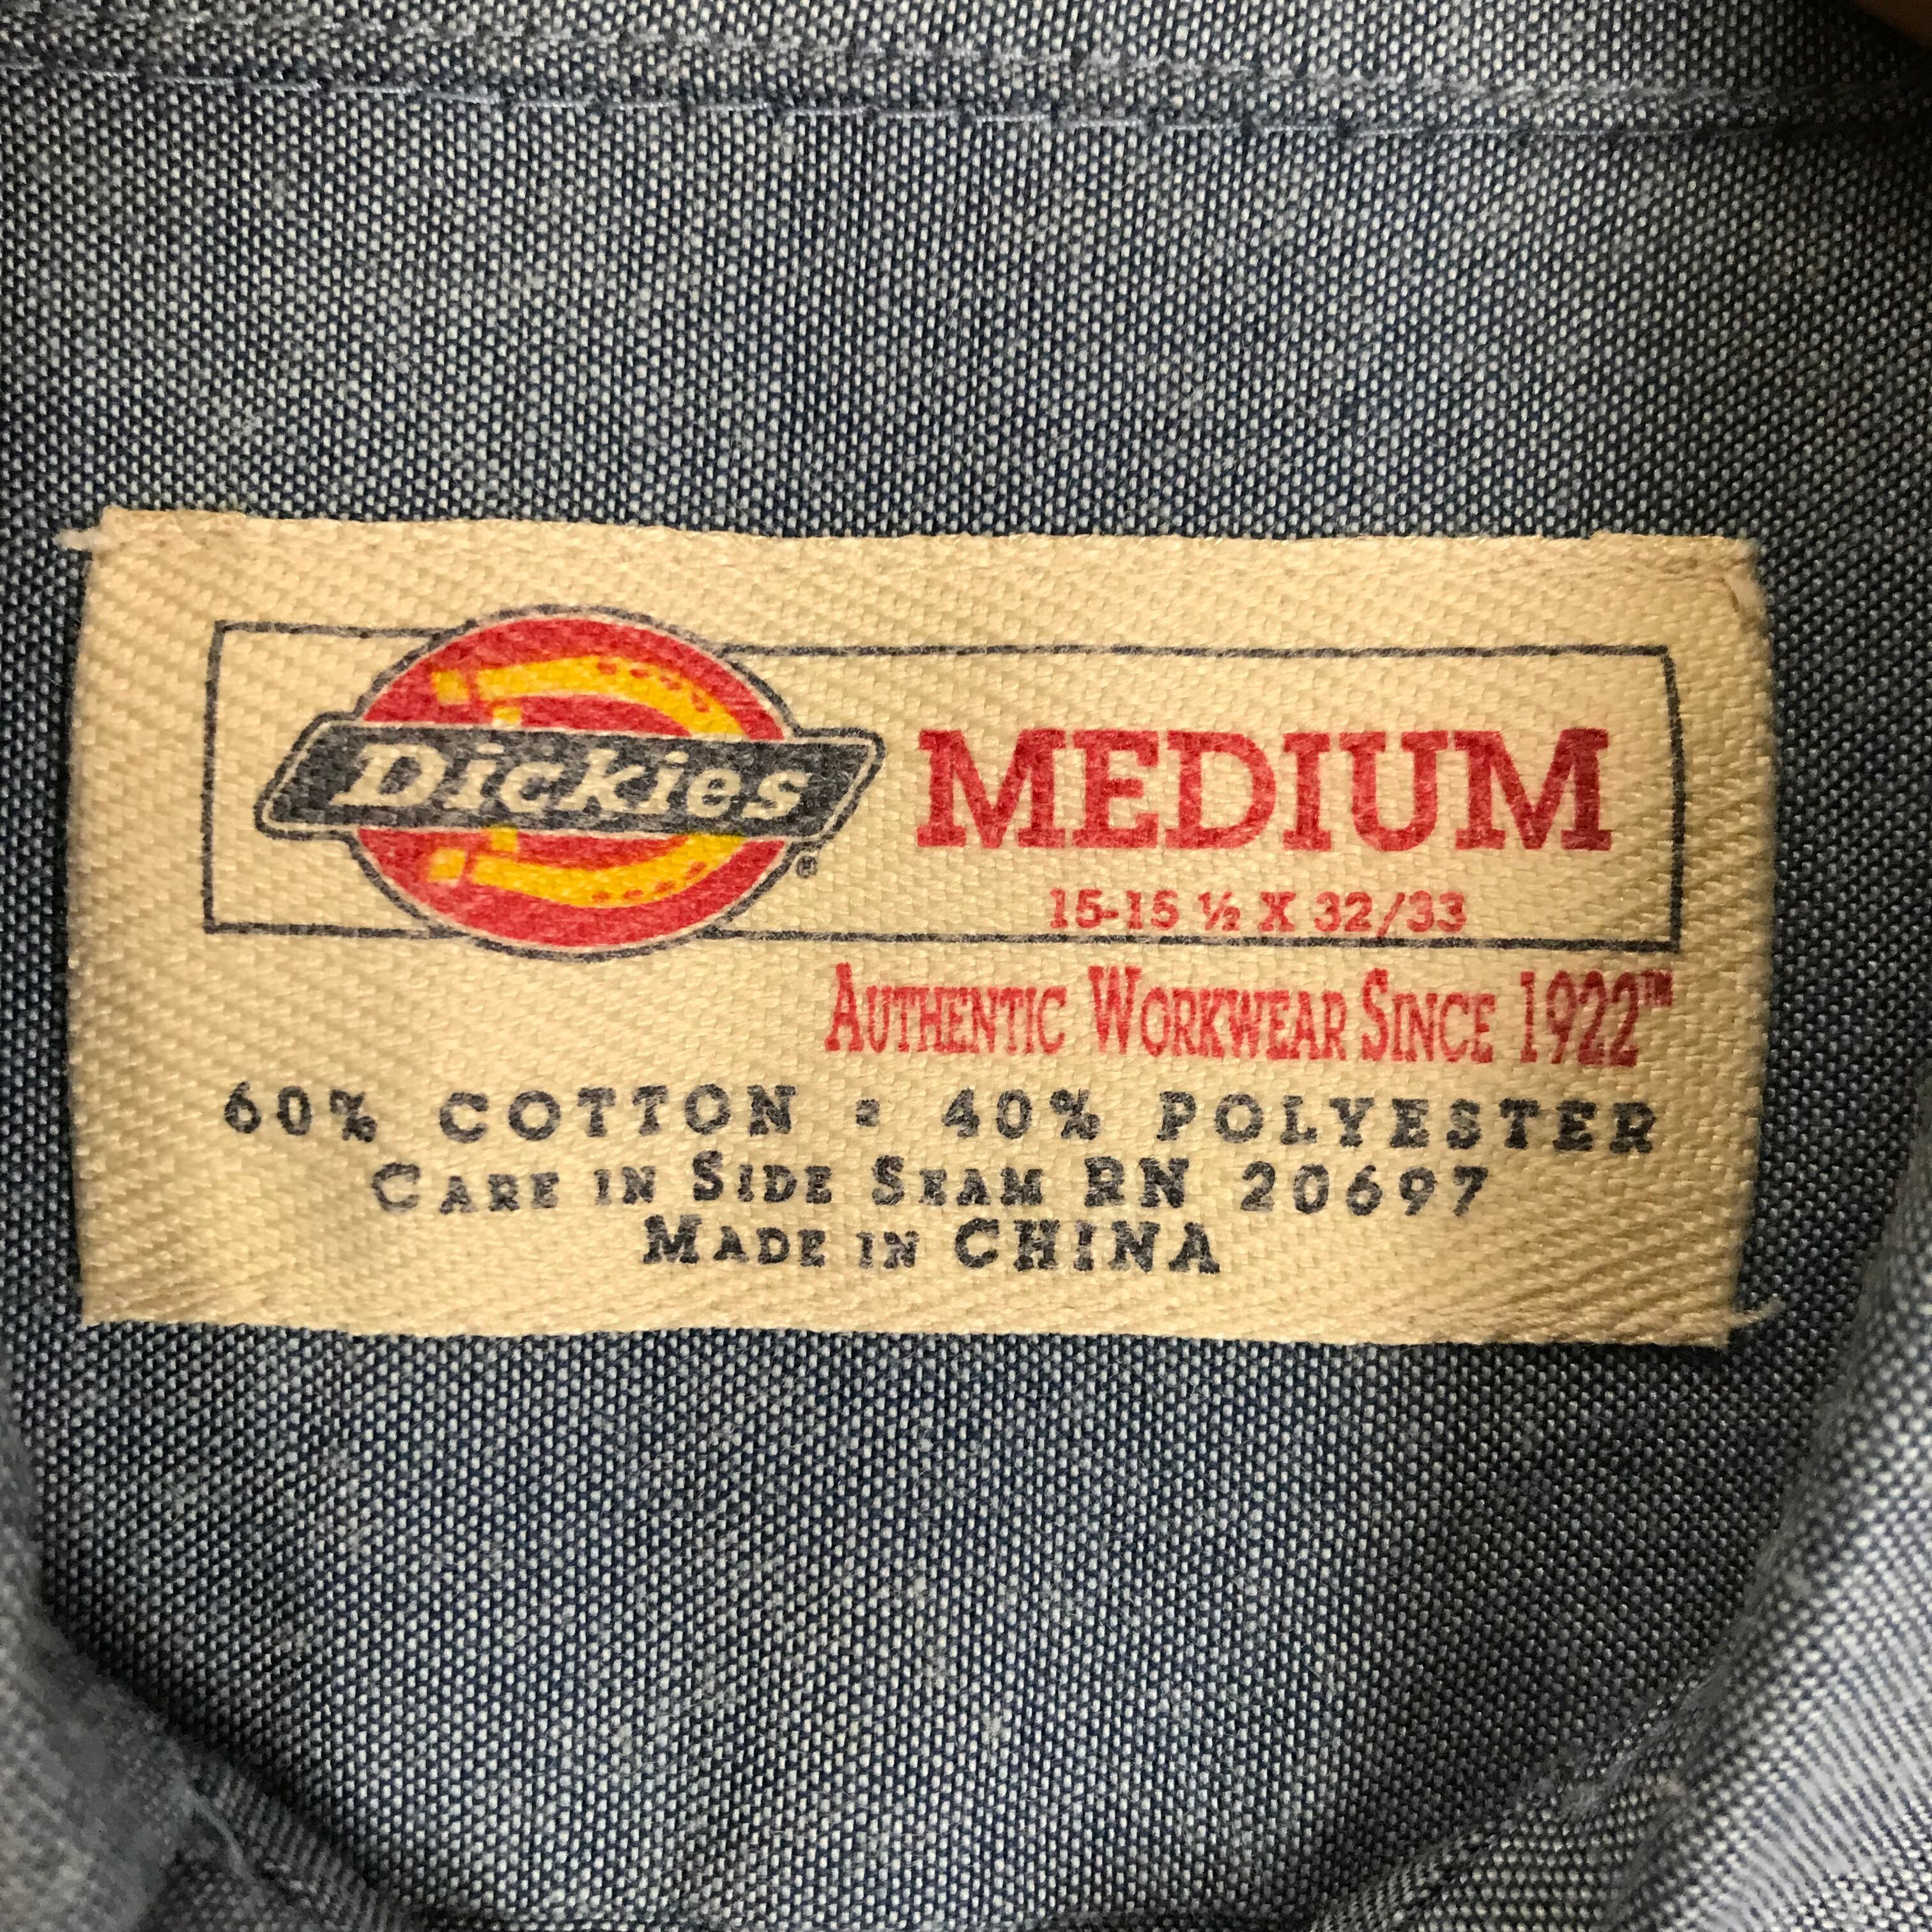 Dickies®
MEDIUM
15-15 ½ X 32/33
AUTHENTIC WORKWEAR SINCE 1922™
60% COTTON • 40% POLYESTER
CARE IN SIDE SEAM RN 20697
MADE IN CHINA